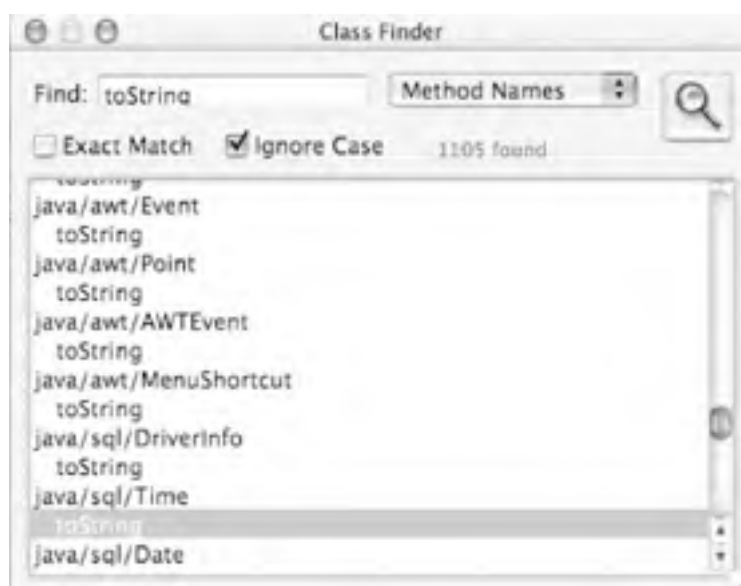 Class Finder
Find: toString Method Names
Exact Match Ignore Case 1105 found
toString
java/awt/Event
toString
java/awt/Point
toString
java/awt/AWTEvent
toString
java/awt/MenuShortcut
toString
java/sql/DriverInfo
toString
java/sql/Time
toString
java/sql/Date